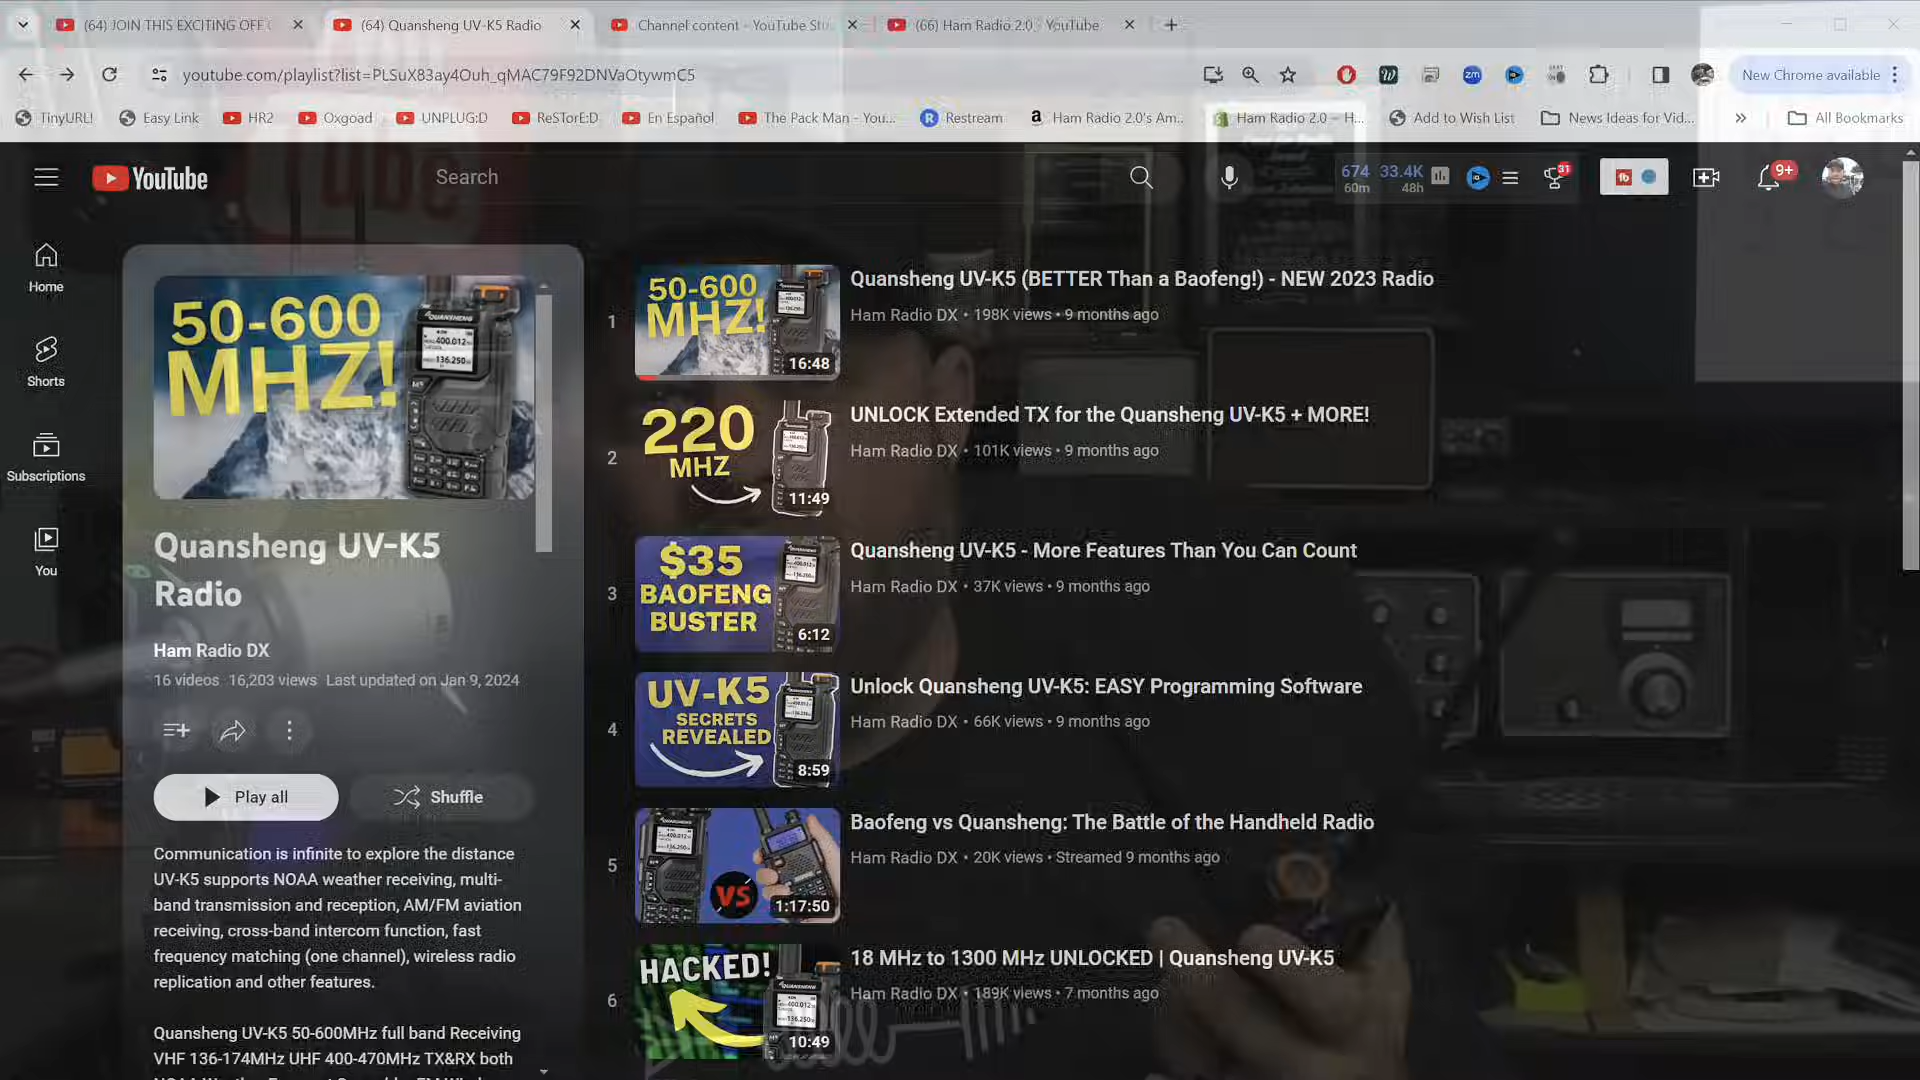 (64) JOIN THIS EXCITING OFF
(64) Quansheng UV-K5 Radio
Channel content - YouTube Stu
(66) Ham Radio 2.0 - YouTube
youtube.com/playlist?list=PLSuX83ay4Ouh_qMAC79F92DNVaOtywmC5
New Chrome available
TinyURL!
Easy Link
HR2
Oxgoad
UNPLUG:D
ReSTorE:D
En Español
The Pack Man - You...
Restream
Ham Radio 2.0's Am...
Ham Radio 2.0 – H...
Add to Wish List
News Ideas for Vid...
All Bookmarks
YouTube
Search
674
60m
33.4K
48h
31
9+
Home
Shorts
Subscriptions
You
50-600
MHZ!
Quansheng UV-K5
Radio
Ham Radio DX
16 videos 16,203 views Last updated on Jan 9, 2024
Play all
Shuffle
Communication is infinite to explore the distance
UV-K5 supports NOAA weather receiving, multi-
band transmission and reception, AM/FM aviation
receiving, cross-band intercom function, fast
frequency matching (one channel), wireless radio
replication and other features.
Quansheng UV-K5 50-600MHz full band Receiving
VHF 136-174MHz UHF 400-470MHz TX&RX both
1
50-600
MHZ!
16:48
Quansheng UV-K5 (BETTER Than a Baofeng!) - NEW 2023 Radio
Ham Radio DX • 198K views • 9 months ago
2
220
MHZ
11:49
UNLOCK Extended TX for the Quansheng UV-K5 + MORE!
Ham Radio DX • 101K views • 9 months ago
3
$35
BAOFENG
BUSTER
6:12
Quansheng UV-K5 - More Features Than You Can Count
Ham Radio DX • 37K views • 9 months ago
4
UV-K5
SECRETS
REVEALED
8:59
Unlock Quansheng UV-K5: EASY Programming Software
Ham Radio DX • 66K views • 9 months ago
5
VS
1:17:50
Baofeng vs Quansheng: The Battle of the Handheld Radio
Ham Radio DX • 20K views • Streamed 9 months ago
6
HACKED!
10:49
18 MHz to 1300 MHz UNLOCKED | Quansheng UV-K5
Ham Radio DX • 189K views • 7 months ago